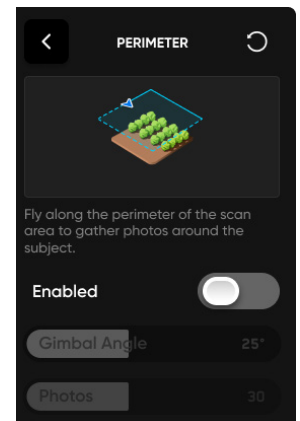 PERIMETER
Fly along the perimeter of the scan
area to gather photos around the
subject.
Enabled
Gimbal Angle 25°
Photos 30